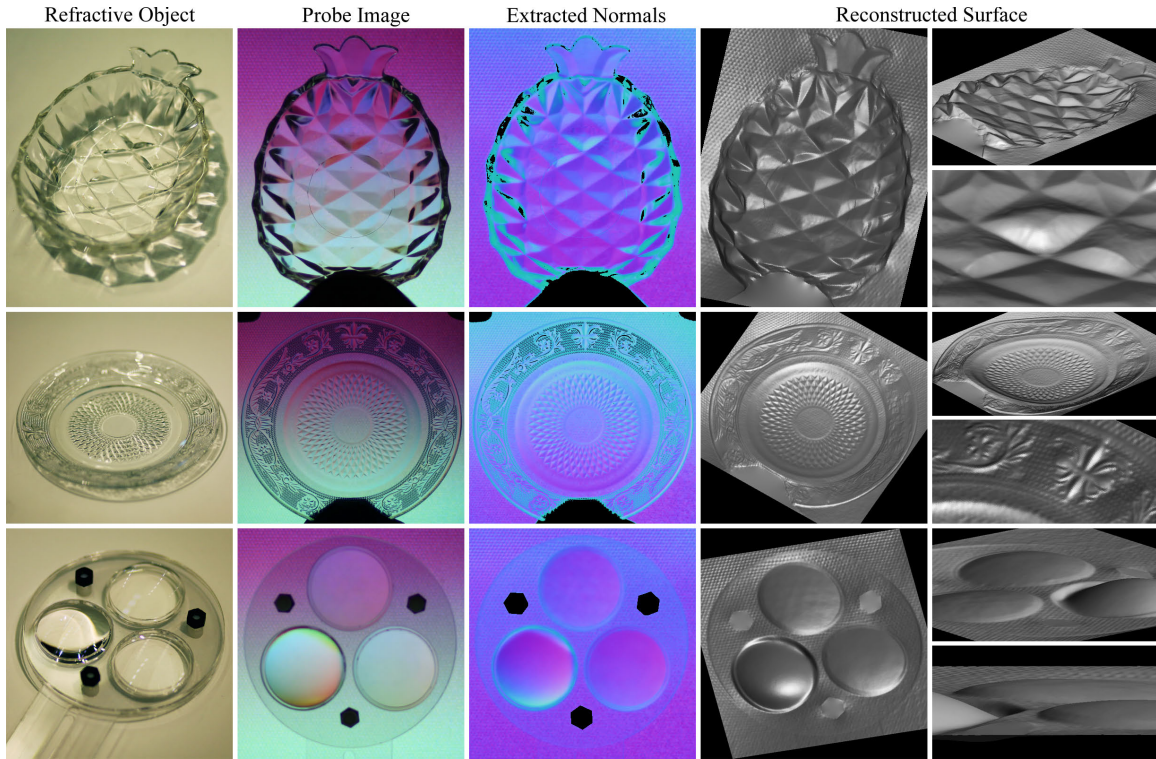 Refractive Object
Probe Image
Extracted Normals
Reconstructed Surface